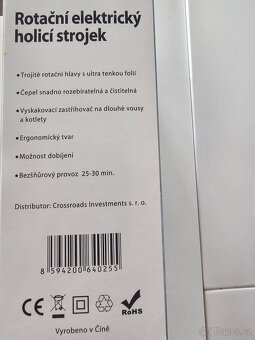 Rotační elektrický
holicí strojek
• Trojité rotační hlavy s ultra tenkou folií
• Čepel snadno rozebíratelná a čistitelná
• Vyskakovací zastřihovač na dlouhé vousy
a kotlety
• Ergonomický tvar
• Možnost dobíjení
• Bezšňůrový provoz 25-30 min.
Distributor: Crossroads Investments s. r. o.
8 594200 640255
CE
RoHS
Vyrobeno v Číně